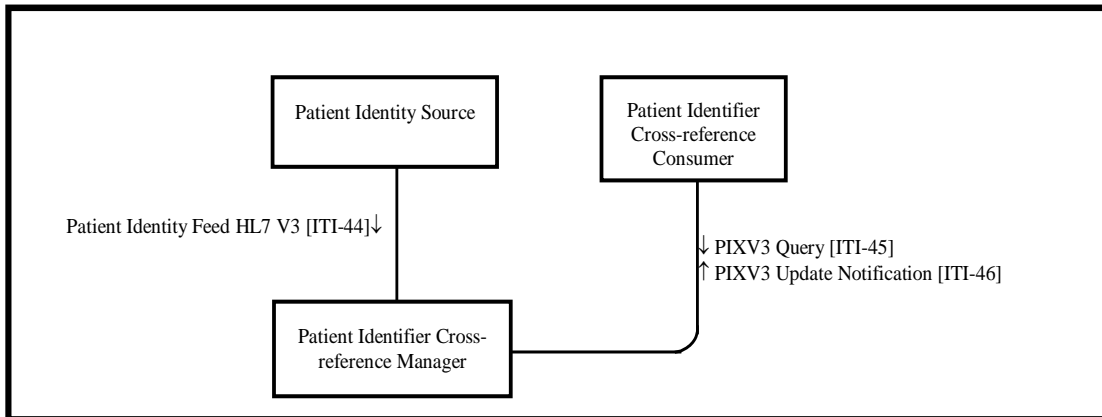 Patient Identity Source
Patient Identifier
Cross-reference
Consumer
Patient Identity Feed HL7 V3 [ITI-44]↓
↓ PIXV3 Query [ITI-45]
↑ PIXV3 Update Notification [ITI-46]
Patient Identifier Cross-
reference Manager